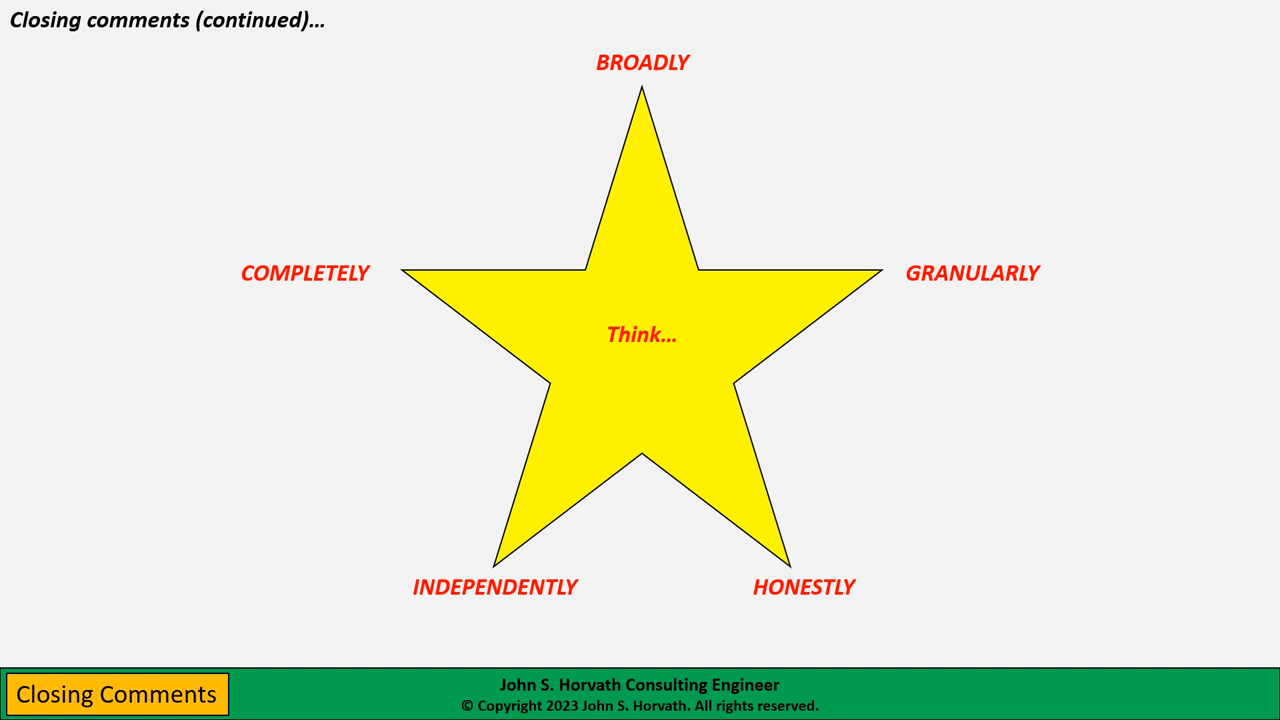 Closing comments (continued)...
BROADLY
COMPLETELY
GRANULARLY
Think...
INDEPENDENTLY
HONESTLY
Closing Comments
John S. Horvath Consulting Engineer
© Copyright 2023 John S. Horvath. All rights reserved.